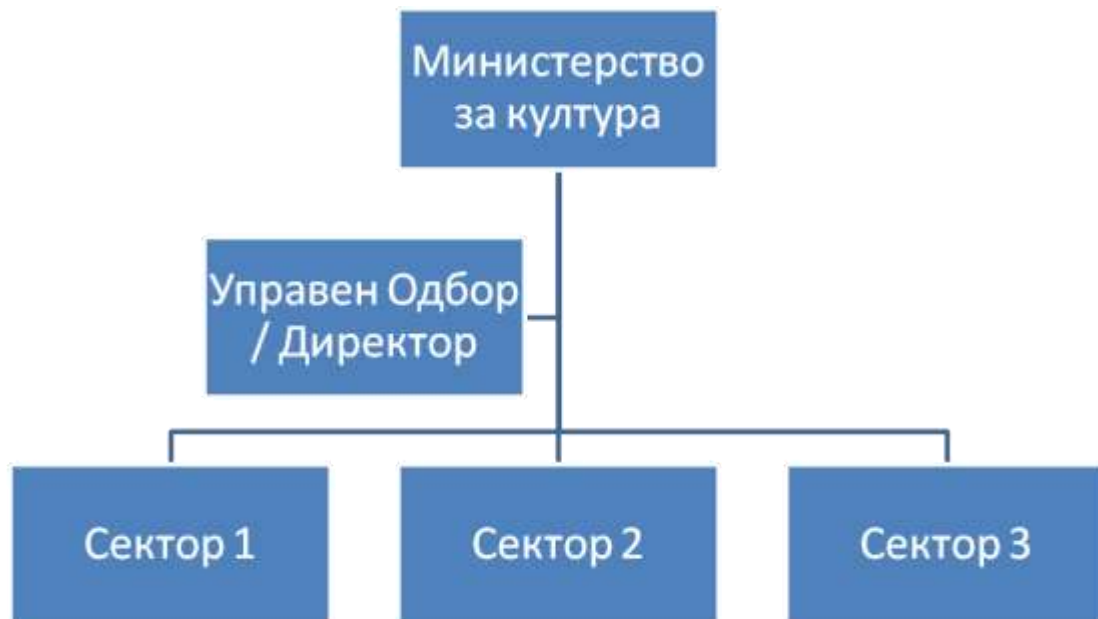 Министерство
за култура
Управен Одбор
/ Директор
Сектор 1
Сектор 2
Сектор 3